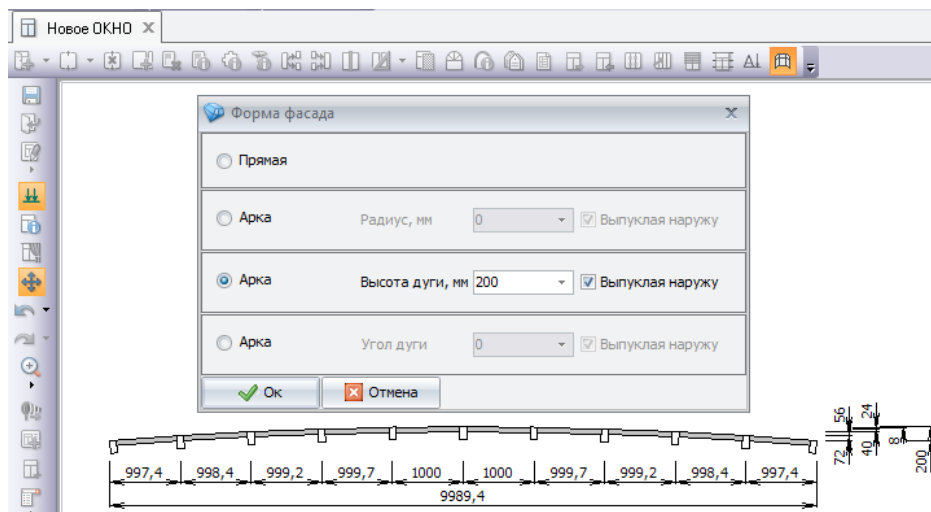 Новое ОКНО X
A1
Форма фасада X
Прямая
Арка Радиус, мм 0 Выпуклая наружу
Арка Высота дуги, мм 200 Выпуклая наружу
Арка Угол дуги 0 Выпуклая наружу
Ок Отмена
56 24
72 40 8 200
997,4 998,4 999,2 999,7 1000 1000 999,7 999,2 998,4 997,4
9989,4